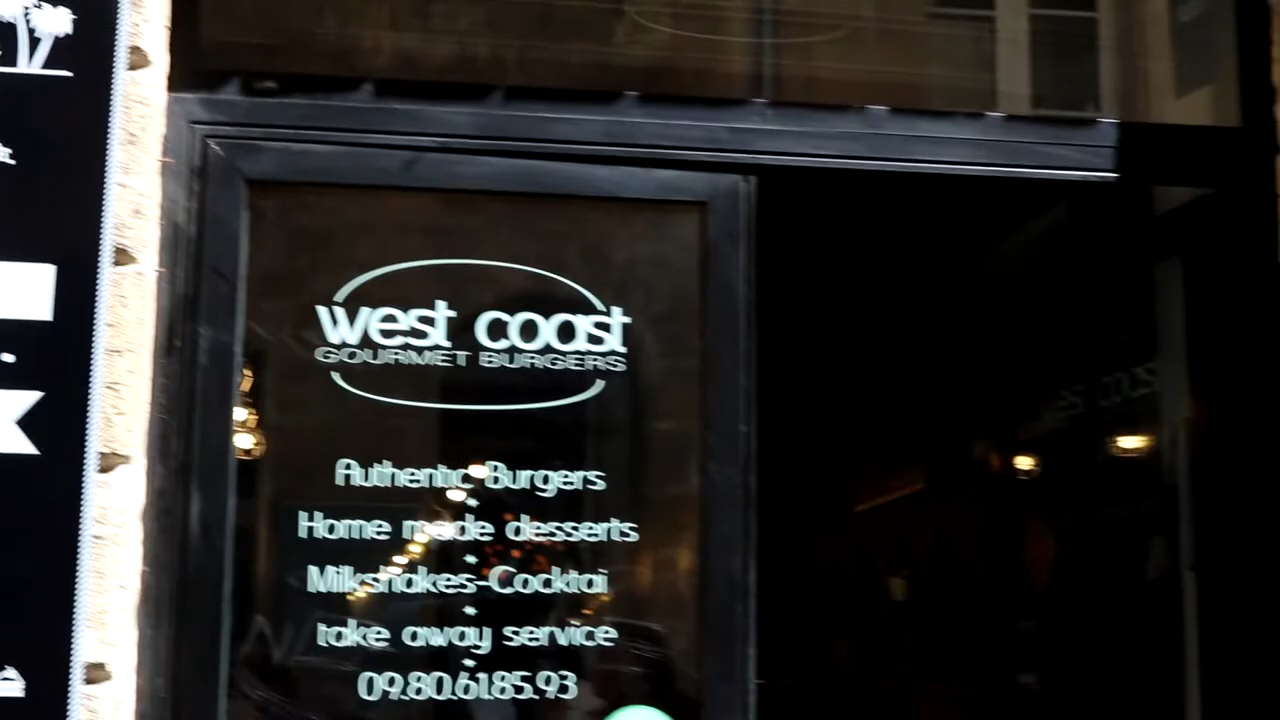 west coast
GOURMET BURGERS
Authentic Burgers
Home made desserts
Milkshakes-Cocktai
take away service
09.80.61.85.93